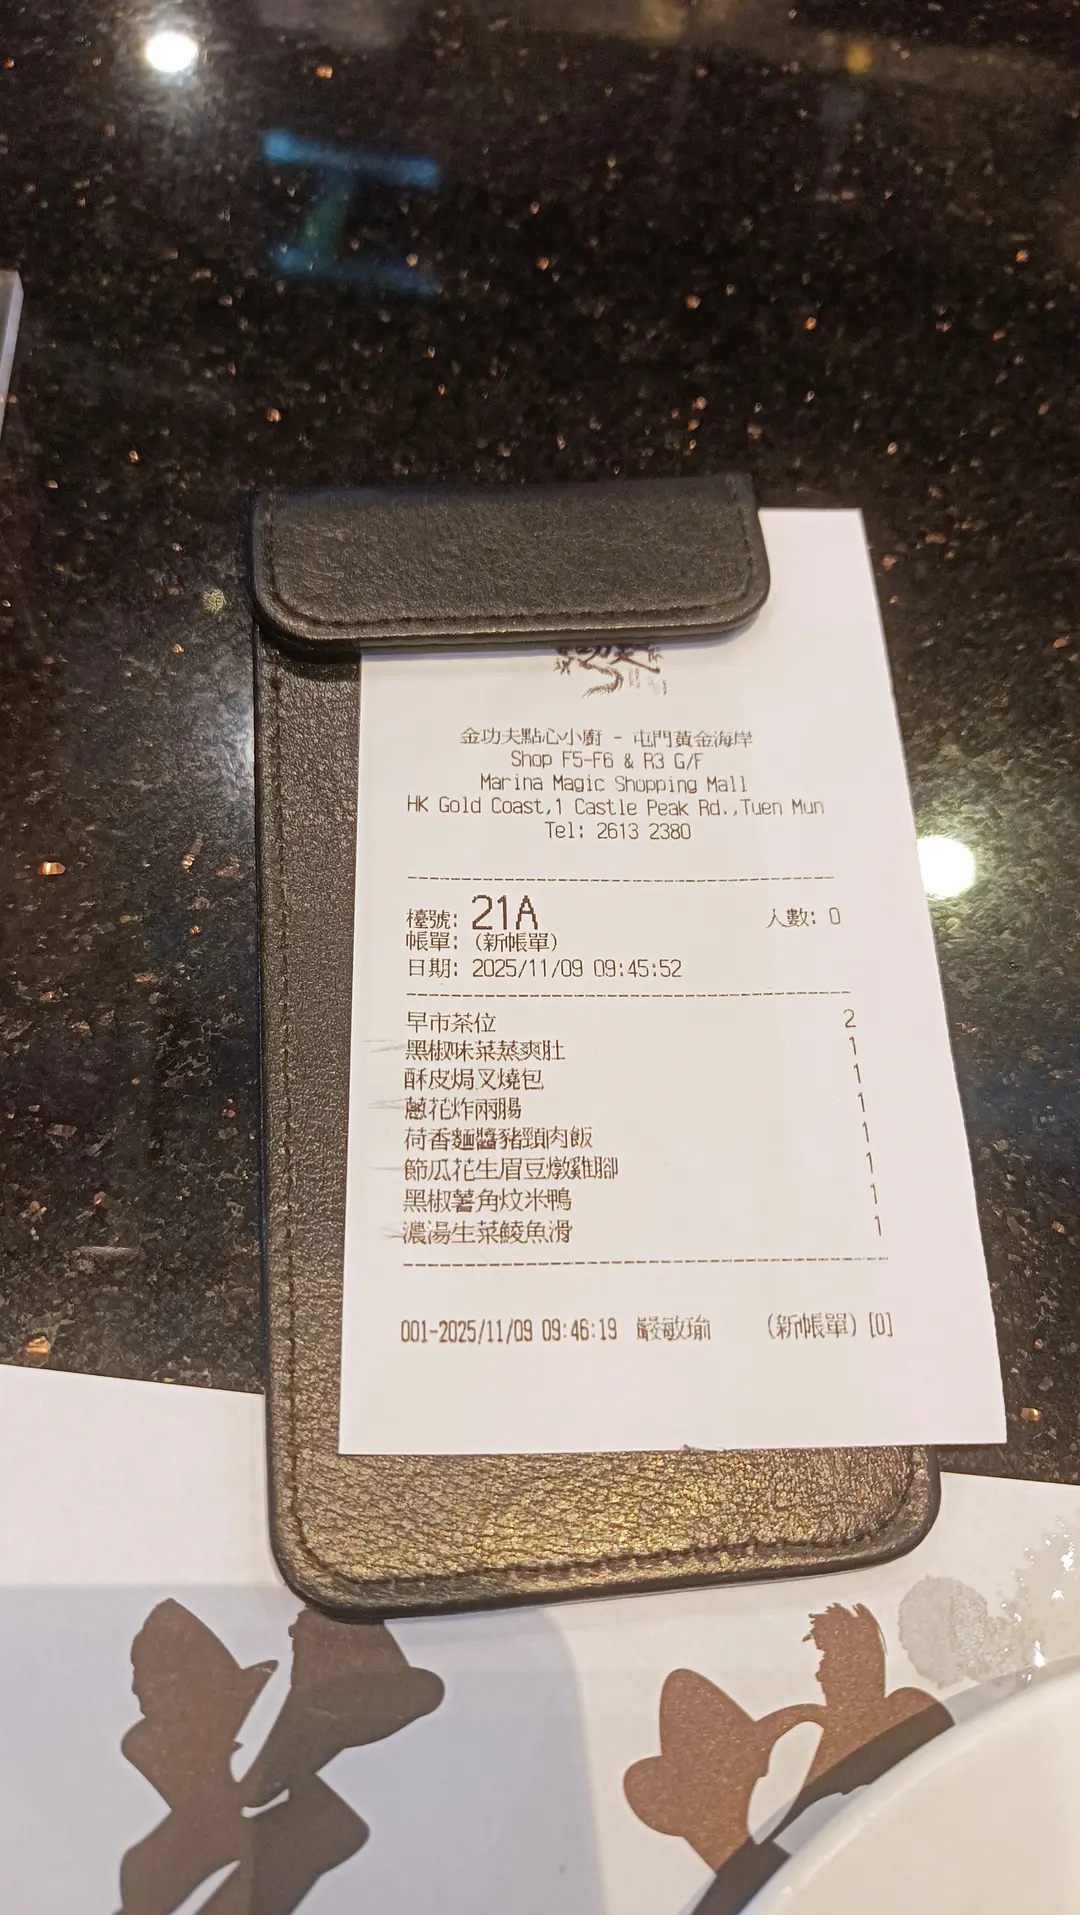 金功夫點心小廚 - 屯門黃金海岸
Shop F5-F6 & R3 G/F
Marina Magic Shopping Mall
HK Gold Coast,1 Castle Peak Rd.,Tuen Mun
Tel: 2613 2380
檯號: 21A 人數: 0
帳單: (新帳單)
日期: 2025/11/09 09:45:52
早市茶位 2
黑椒味菜蒸爽肚 1
酥皮焗叉燒包 1
蔥花炸兩腸 1
荷香麵醬豬頸肉飯 1
節瓜花生眉豆燉雞腳 1
黑椒薯角炆米鴨 1
濃湯生菜鯪魚滑 1
001-2025/11/09 09:46:19 嚴敏瑜 (新帳單) [0]